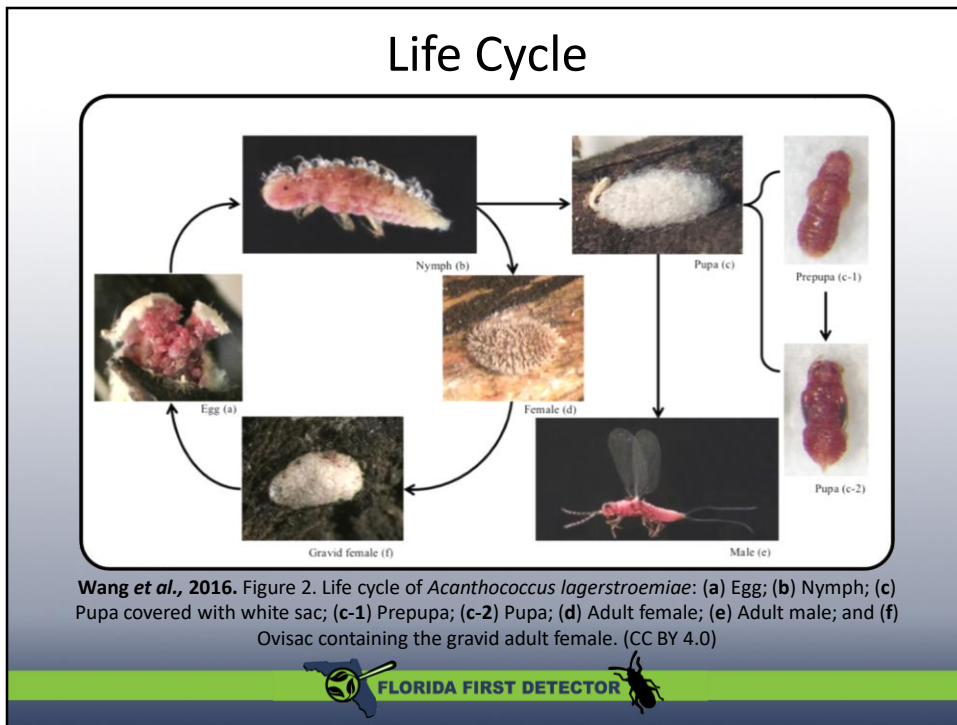 Life Cycle
Nymph (b)
Pupa (c)
Prepupa (c-1)
Egg (a)
Female (d)
Pupa (c-2)
Gravid female (f)
Male (e)
Wang et al., 2016. Figure 2. Life cycle of Acanthococcus lagerstroemiae: (a) Egg; (b) Nymph; (c)
Pupa covered with white sac; (c-1) Prepupa; (c-2) Pupa; (d) Adult female; (e) Adult male; and (f)
Ovisac containing the gravid adult female. (CC BY 4.0)
FLORIDA FIRST DETECTOR